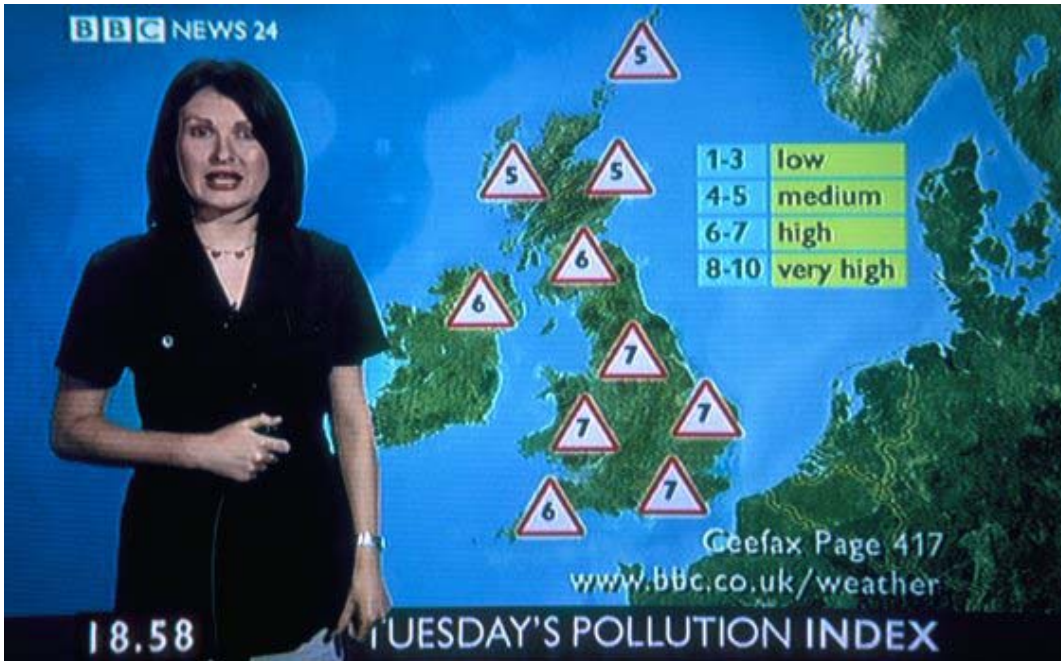 BBC NEWS 24
5
5
5
6
6
7
7
7
6
7
1-3 low
4-5 medium
6-7 high
8-10 very high
Ceefax Page 417
www.bbc.co.uk/weather
18.58 TUESDAY'S POLLUTION INDEX